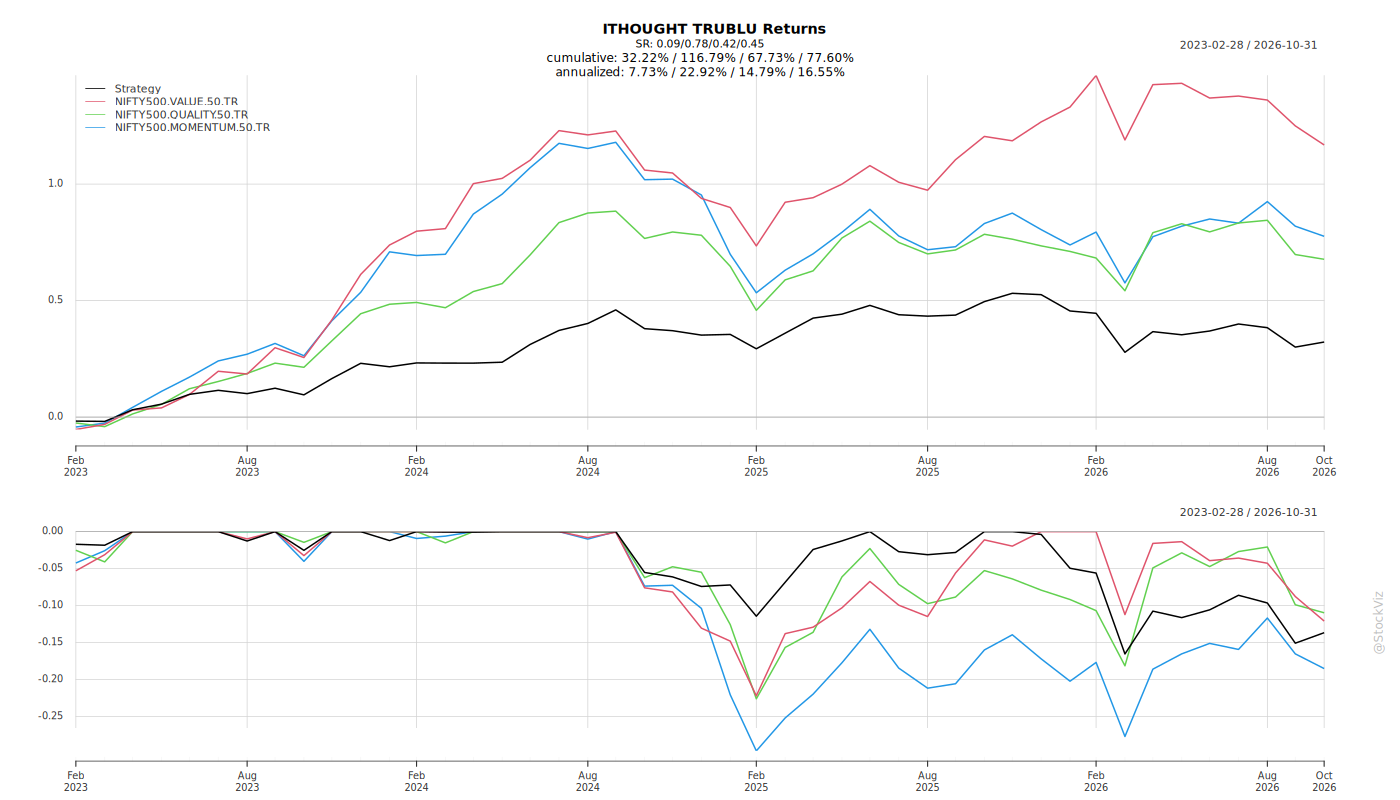 ITHOUGHT TRUBLU Returns
SR: 0.09/0.78/0.42/0.45
cumulative: 32.22% / 116.79% / 67.73% / 77.60%
annualized: 7.73% / 22.92% / 14.79% / 16.55%
2023-02-28 / 2026-10-31
Strategy
NIFTY500.VALUE.50.TR
NIFTY500.QUALITY.50.TR
NIFTY500.MOMENTUM.50.TR
1.0
0.5
0.0
Feb Aug Feb Aug Feb Aug Feb Aug Oct
2023 2023 2024 2024 2025 2025 2026 2026 2026
2023-02-28 / 2026-10-31
0.00
-0.05
-0.10
-0.15
-0.20
-0.25
Feb Aug Feb Aug Feb Aug Feb Aug Oct
2023 2023 2024 2024 2025 2025 2026 2026 2026
@StockViz